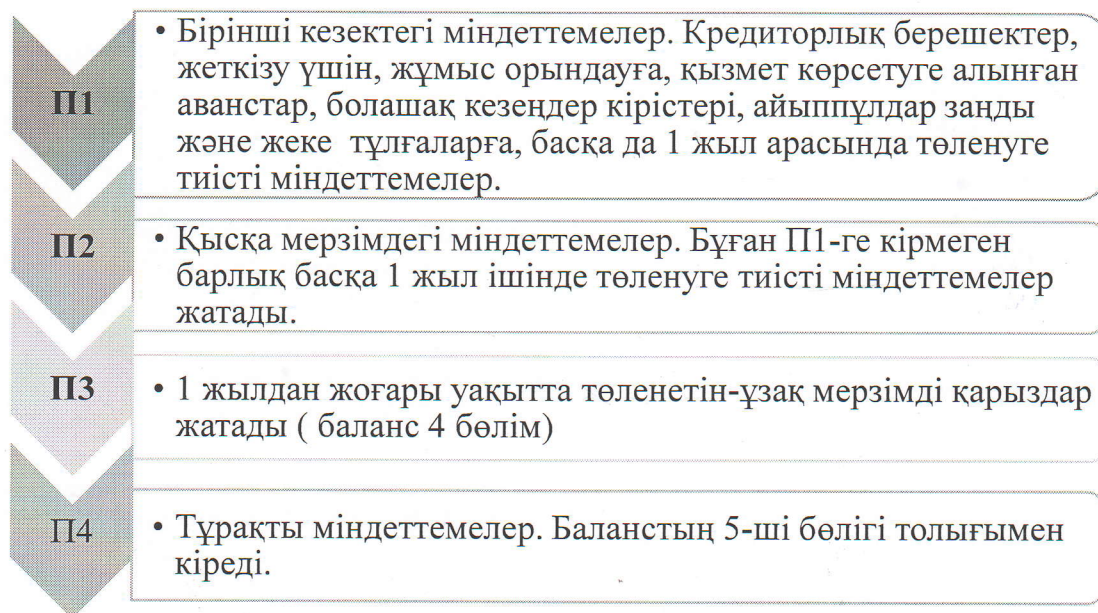 П1
• Бірінші кезектегі міндеттемелер. Кредиторлық берешектер,
жеткізу үшін, жұмыс орындауға, қызмет көрсетуге алынған
аванстар, болашақ кезеңдер кірістері, айыппұлдар заңды
және жеке тұлғаларға, басқа да 1 жыл арасында төленуге
тиісті міндеттемелер.
П2
• Қысқа мерзімдегі міндеттемелер. Бұған П1-ге кірмеген
барлық басқа 1 жыл ішінде төленуге тиісті міндеттемелер
жатады.
П3
• 1 жылдан жоғары уақытта төленетін-ұзақ мерзімді қарыздар
жатады ( баланс 4 бөлім)
П4
• Тұрақты міндеттемелер. Баланстың 5-ші бөлігі толығымен
кіреді.